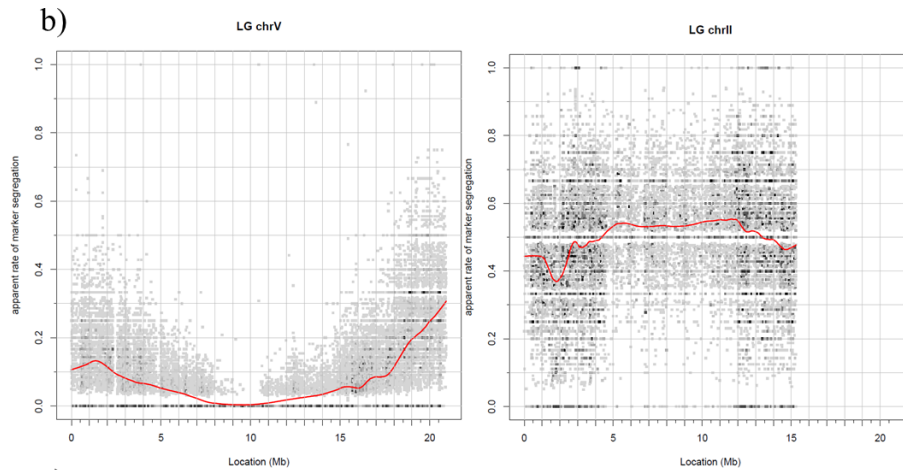 b)
LG chrV
apparent rate of marker segregation
1.0
0.8
0.6
0.4
0.2
0.0
0 5 10 15 20
Location (Mb)
LG chrII
apparent rate of marker segregation
1.0
0.8
0.6
0.4
0.2
0.0
0 5 10 15 20
Location (Mb)